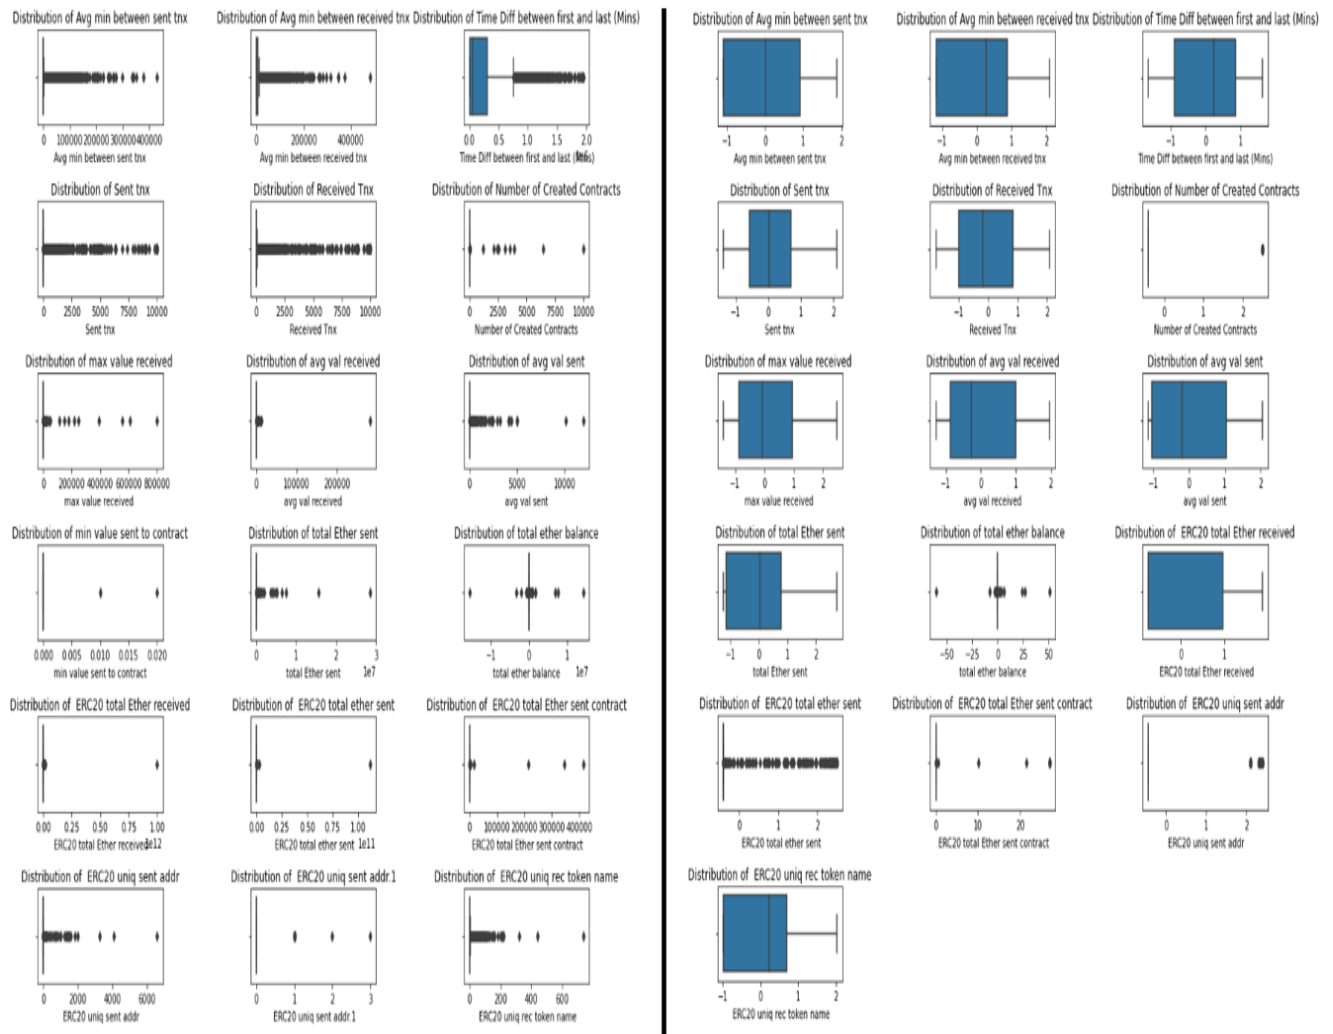 Distribution of Avg min between sent tnx
0 100000 200000 300000 400000
Avg min between sent tnx
Distribution of Avg min between received tnx
0 200000 400000
Avg min between received tnx
Distribution of Time Diff between first and last (Mins)
0.0 0.5 1.0 1.5 2.0
Time Diff between first and last (Mins)
Distribution of Sent tnx
0 2500 5000 7500 10000
Sent tnx
Distribution of Received Tnx
0 2500 5000 7500 10000
Received Tnx
Distribution of Number of Created Contracts
0 2500 5000 7500 10000
Number of Created Contracts
Distribution of max value received
0 200000 400000 600000 800000
max value received
Distribution of avg val received
0 100000 200000
avg val received
Distribution of avg val sent
0 5000 10000
avg val sent
Distribution of min value sent to contract
0.000 0.005 0.010 0.015 0.020
min value sent to contract
Distribution of total Ether sent
0 1 2 3
total Ether sent 1e7
Distribution of total ether balance
−1 0 1
total ether balance 1e7
Distribution of ERC20 total Ether received
0.00 0.25 0.50 0.75 1.00
ERC20 total Ether received 1e12
Distribution of ERC20 total ether sent
0.00 0.25 0.50 0.75 1.00
ERC20 total ether sent 1e11
Distribution of ERC20 total Ether sent contract
0 100000 200000 300000 400000
ERC20 total Ether sent contract
Distribution of ERC20 uniq sent addr
0 2000 4000 6000
ERC20 uniq sent addr
Distribution of ERC20 uniq sent addr.1
0 1 2 3
ERC20 uniq sent addr.1
Distribution of ERC20 uniq rec token name
0 200 400 600
ERC20 uniq rec token name
Distribution of Avg min between sent tnx
−1 0 1 2
Avg min between sent tnx
Distribution of Avg min between received tnx
−1 0 1 2
Avg min between received tnx
Distribution of Time Diff between first and last (Mins)
−1 0 1
Time Diff between first and last (Mins)
Distribution of Sent tnx
−1 0 1 2
Sent tnx
Distribution of Received Tnx
−1 0 1 2
Received Tnx
Distribution of Number of Created Contracts
0 1 2
Number of Created Contracts
Distribution of max value received
−1 0 1 2
max value received
Distribution of avg val received
−1 0 1 2
avg val received
Distribution of avg val sent
−1 0 1 2
avg val sent
Distribution of total Ether sent
−1 0 1 2
total Ether sent
Distribution of total ether balance
−50 −25 0 25 50
total ether balance
Distribution of ERC20 total Ether received
0 1
ERC20 total Ether received
Distribution of ERC20 total ether sent
0 1 2
ERC20 total ether sent
Distribution of ERC20 total Ether sent contract
0 10 20
ERC20 total Ether sent contract
Distribution of ERC20 uniq sent addr
0 1 2
ERC20 uniq sent addr
Distribution of ERC20 uniq rec token name
−1 0 1 2
ERC20 uniq rec token name